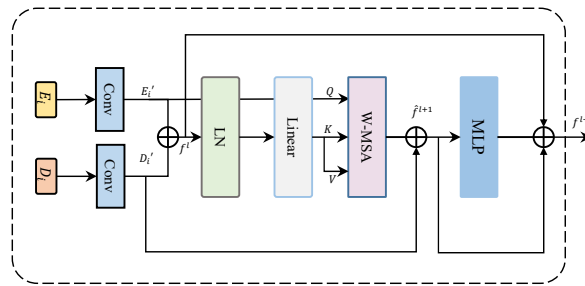 E_i
Conv
E_i′
D_i
Conv
D_i′
f^l
LN
Linear
Q
K
V
W-MSA
f̂^{l+1}
MLP